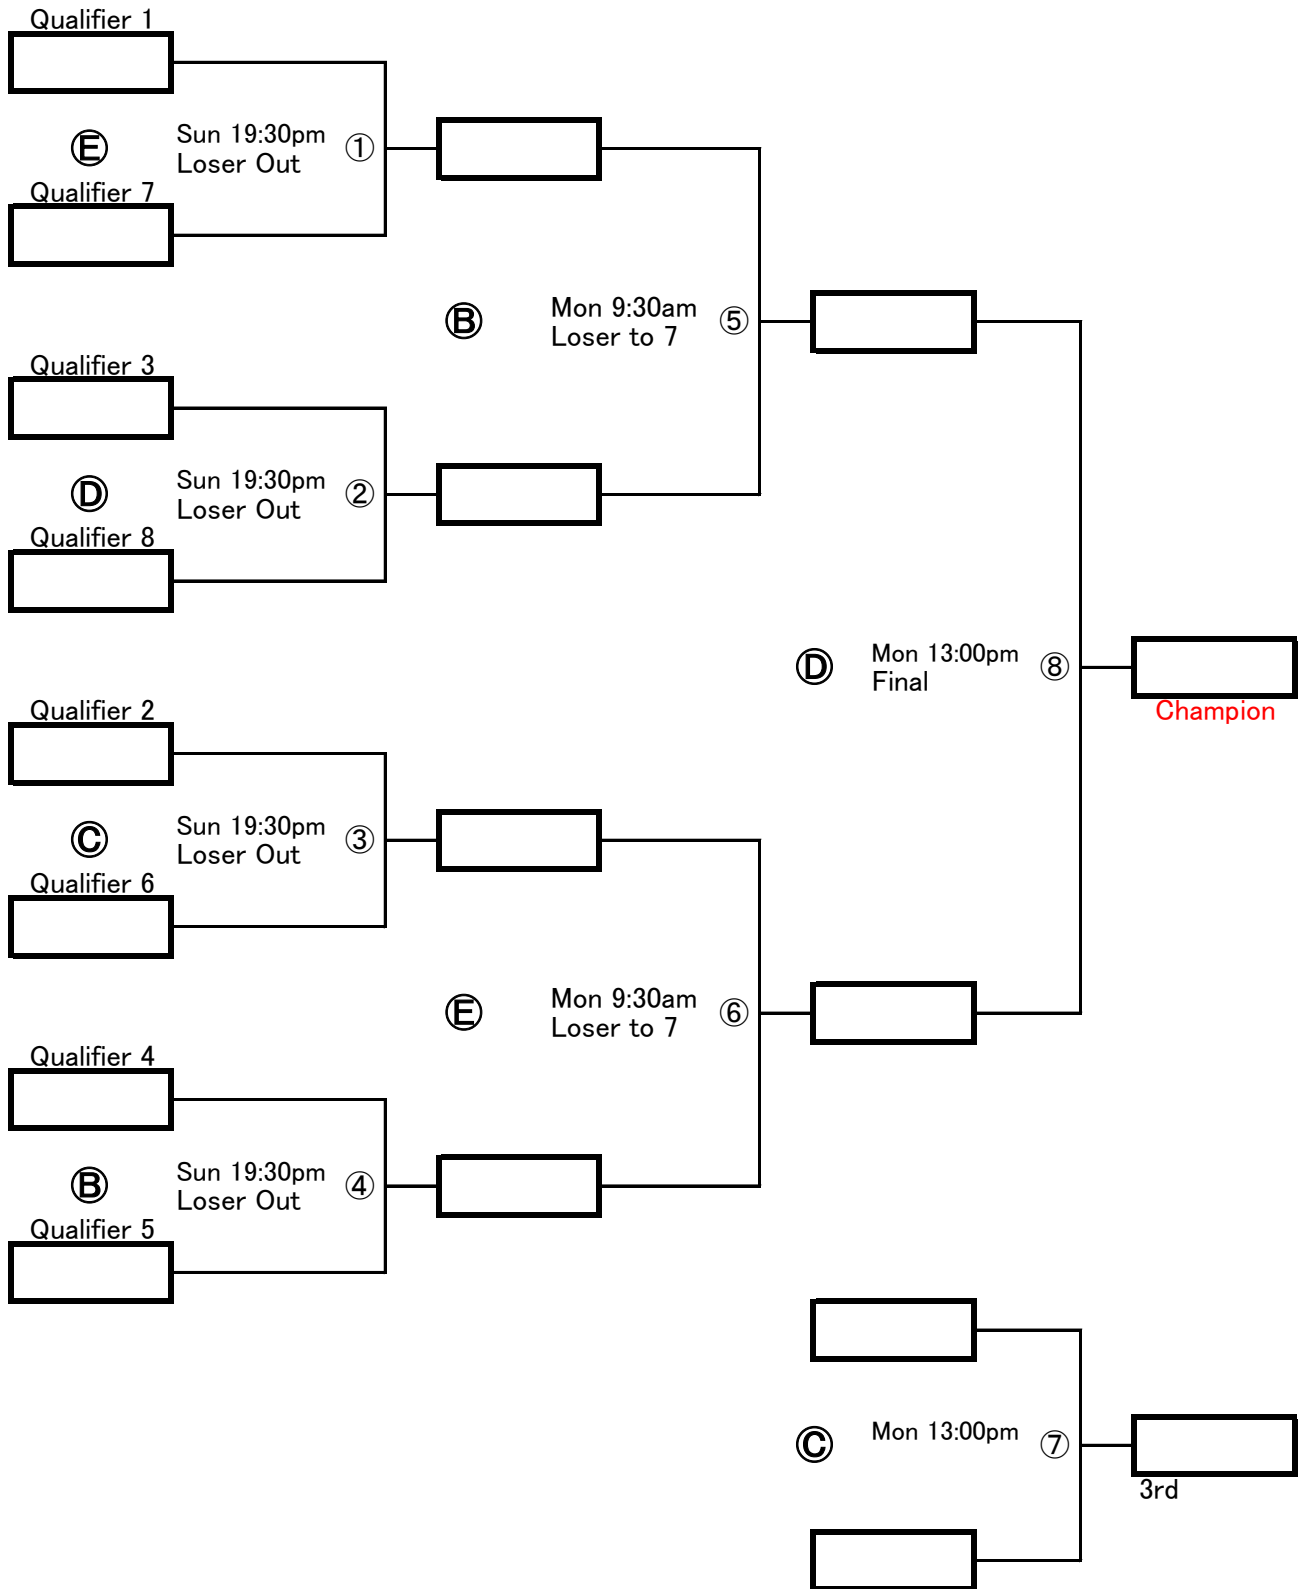 Qualifier 1
Ⓔ
Sun 19:30pm
Loser Out
①
Qualifier 7
Ⓑ
Mon 9:30am
Loser to 7
⑤
Qualifier 3
Ⓓ
Sun 19:30pm
Loser Out
②
Qualifier 8
Ⓓ
Mon 13:00pm
Final
⑧
Champion
Qualifier 2
Ⓒ
Sun 19:30pm
Loser Out
③
Qualifier 6
Ⓔ
Mon 9:30am
Loser to 7
⑥
Qualifier 4
Ⓑ
Sun 19:30pm
Loser Out
④
Qualifier 5
Ⓒ
Mon 13:00pm
⑦
3rd